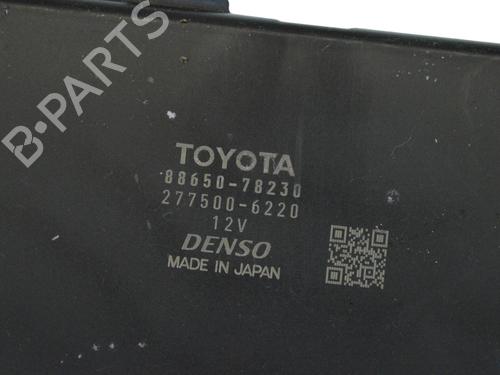 B-PARTS
TOYOTA
88650-78230
277500-6220
12V
DENSO
MADE IN JAPAN